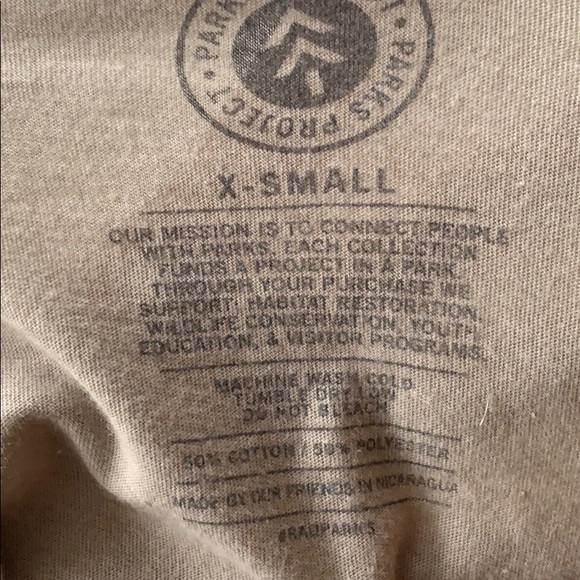 PARKS PROJECT • PARKS PROJECT •
X-SMALL
OUR MISSION IS TO CONNECT PEOPLE
WITH PARKS. EACH COLLECTION
FUNDS A PROJECT IN A PARK.
THROUGH YOUR PURCHASE WE
SUPPORT: HABITAT RESTORATION,
WILDLIFE CONSERVATION, YOUTH
EDUCATION, & VISITOR PROGRAMS.
MACHINE WASH COLD
TUMBLE DRY LOW
DO NOT BLEACH
50% COTTON / 50% POLYESTER
MADE BY OUR FRIENDS IN NICARAGUA
#RADPARKS